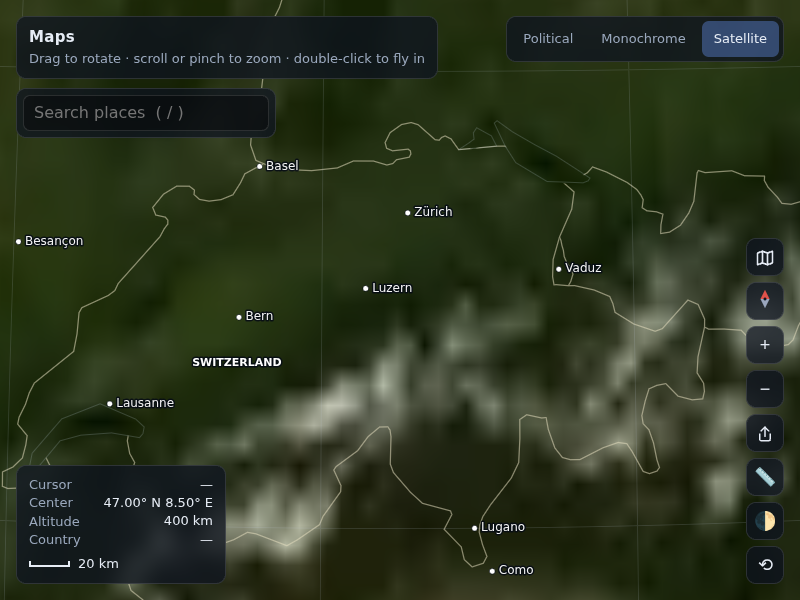 Maps
Drag to rotate · scroll or pinch to zoom · double-click to fly in
Political Monochrome Satellite
Search places ( / )
Basel
Zürich
Besançon
Vaduz
Luzern
Bern
SWITZERLAND
Lausanne
Lugano
Como
Cursor —
Center 47.00° N 8.50° E
Altitude 400 km
Country —
20 km